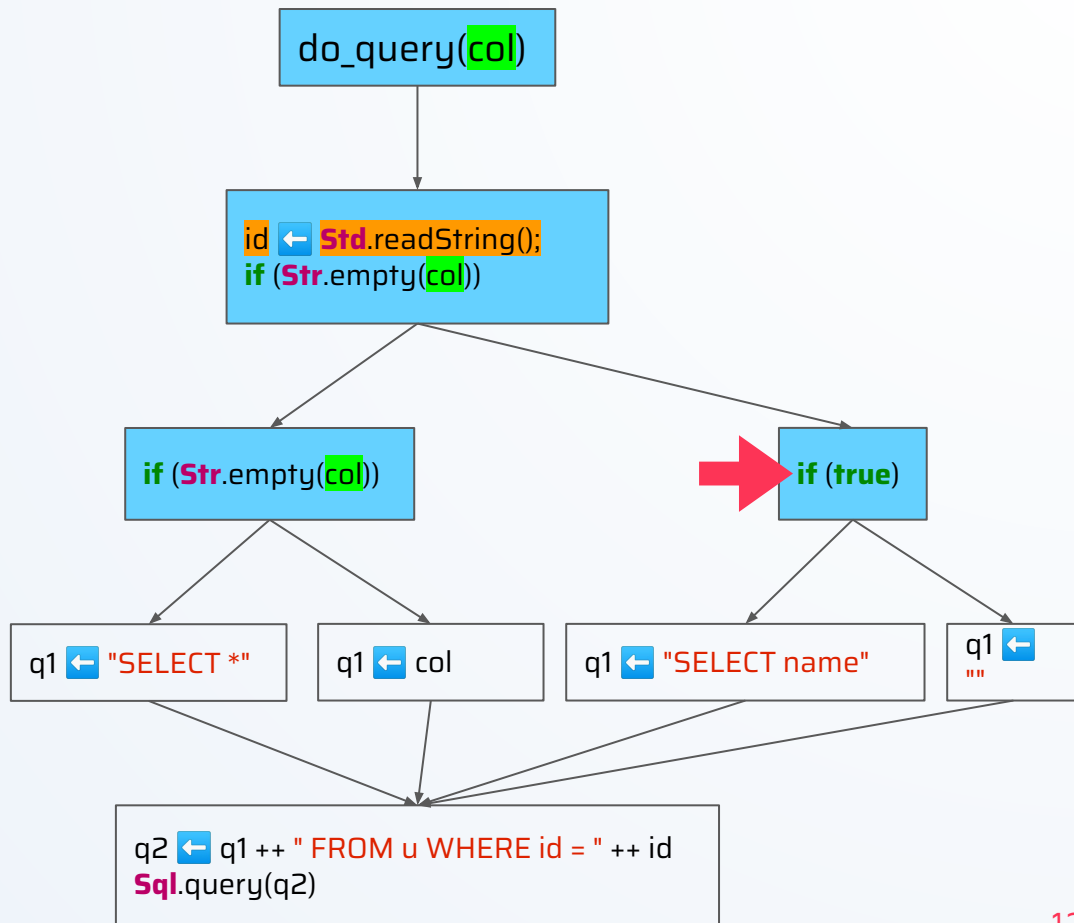 do_query(col)
id ⬅ Std.readString();
if (Str.empty(col))
if (Str.empty(col))
if (true)
q1 ⬅ "SELECT *"
q1 ⬅ col
q1 ⬅ "SELECT name"
q1 ⬅
""
q2 ⬅ q1 ++ " FROM u WHERE id = " ++ id
Sql.query(q2)